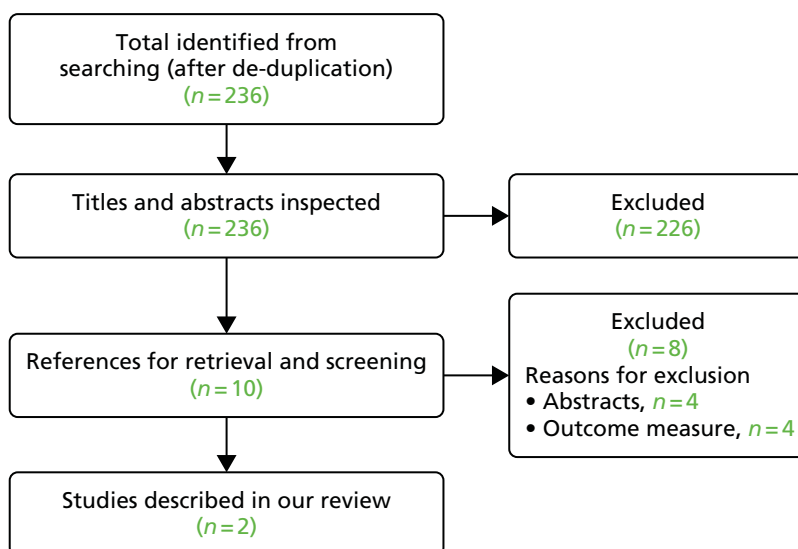 Total identified from
searching (after de-duplication)
(n=236)
Titles and abstracts inspected
(n=236)
Excluded
(n=226)
References for retrieval and screening
(n=10)
Excluded
(n=8)
Reasons for exclusion
• Abstracts, n=4
• Outcome measure, n=4
Studies described in our review
(n=2)